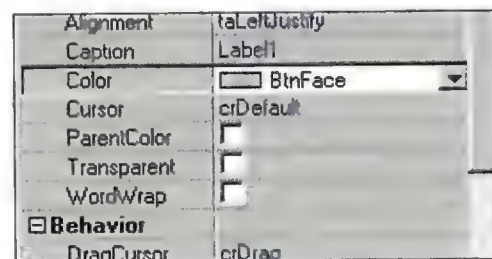 Alignment taLeftJustify
Caption Label1
Color BtnFace
Cursor crDefault
ParentColor
Transparent
WordWrap
Behavior
DragCursor crDrag